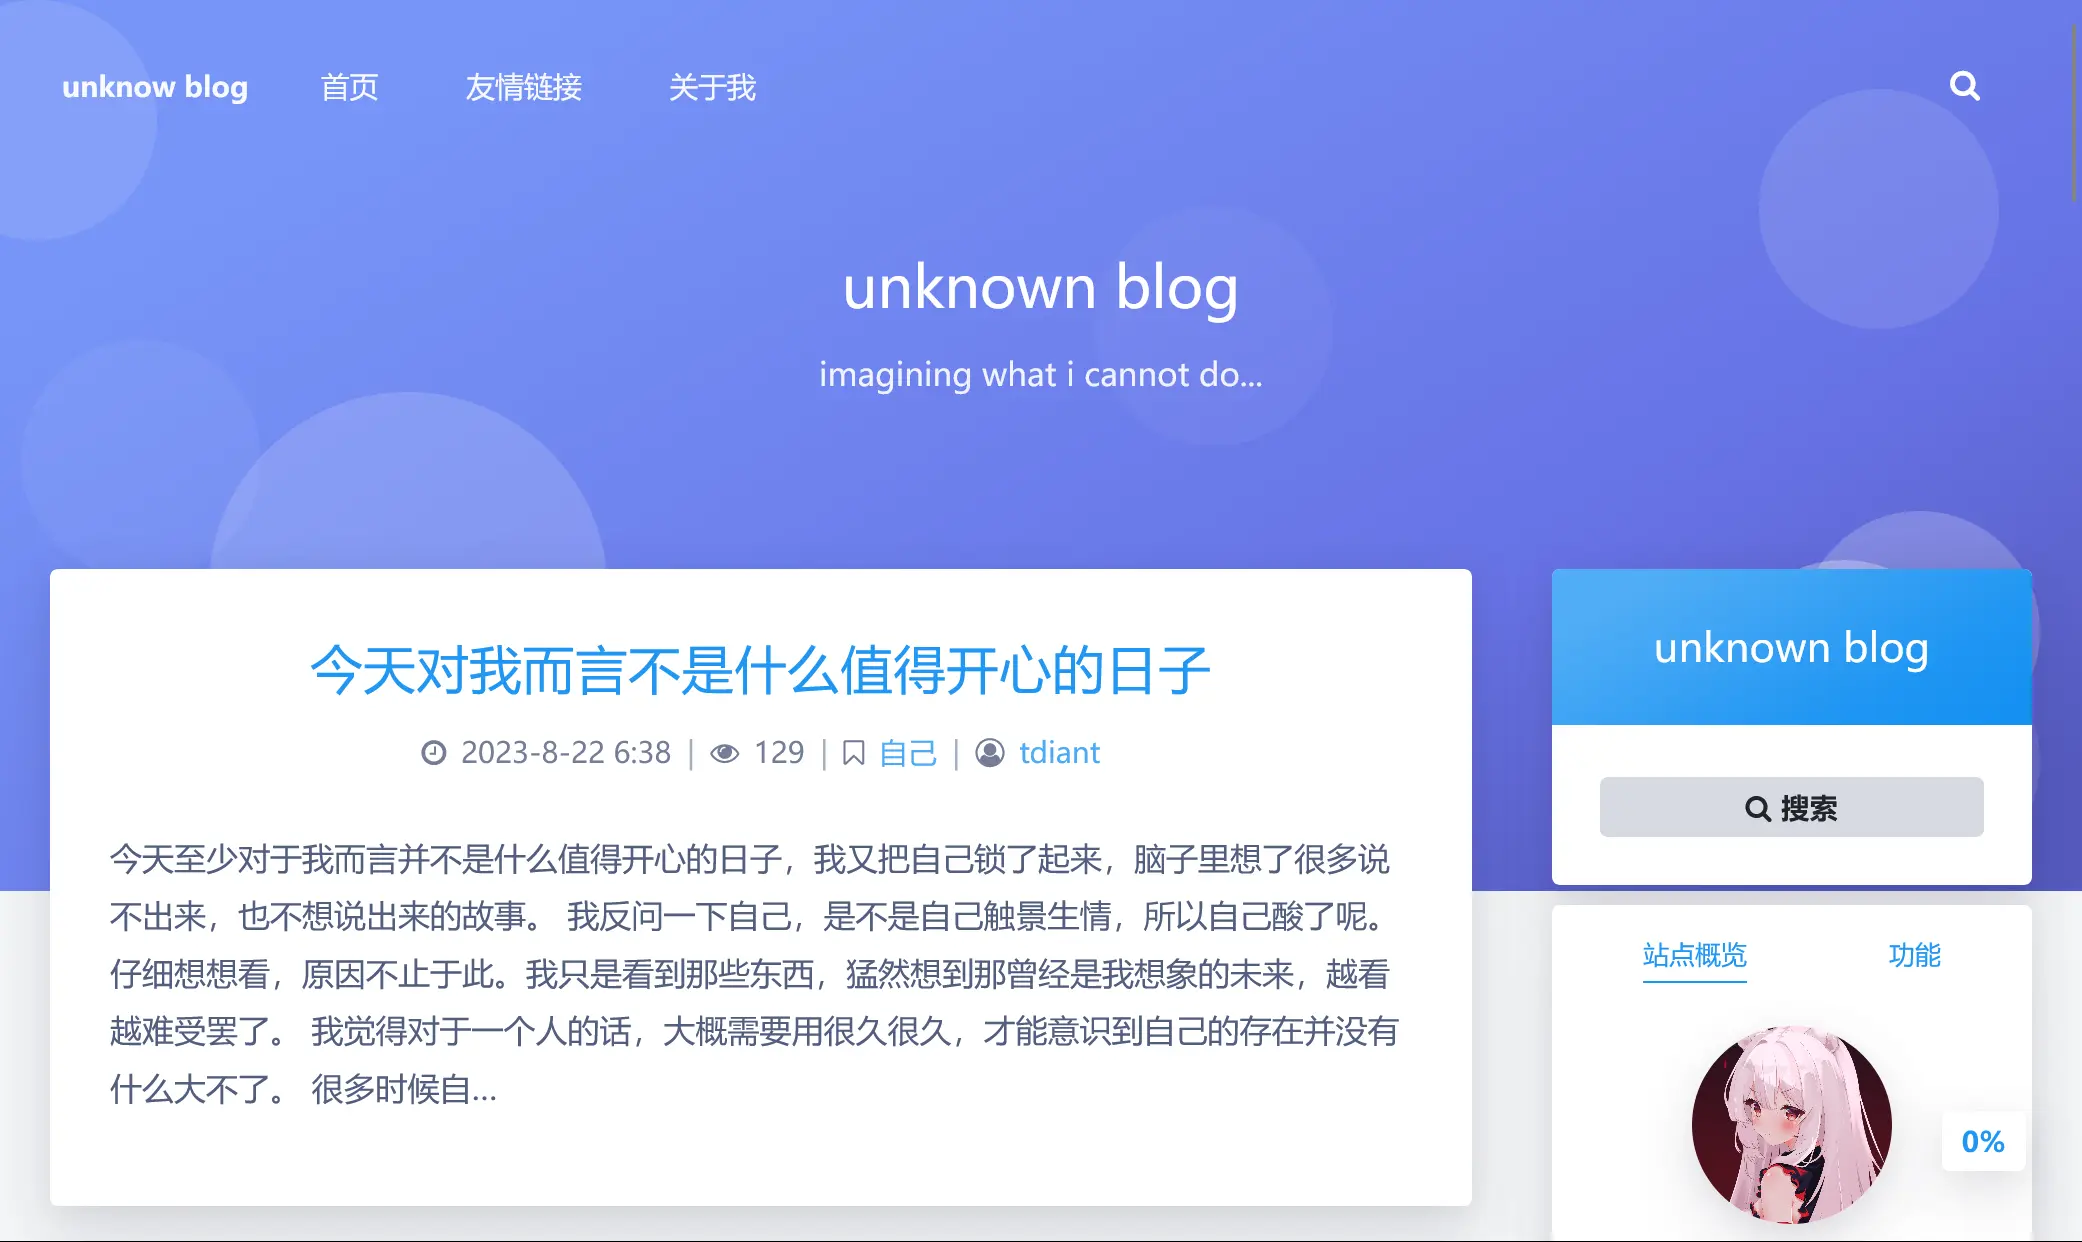 unknow blog 首页 友情链接 关于我
unknown blog
imagining what i cannot do...
今天对我而言不是什么值得开心的日子
2023-8-22 6:38 | 129 | 自己 | tdiant
今天至少对于我而言并不是什么值得开心的日子，我又把自己锁了起来，脑子里想了很多说
不出来，也不想说出来的故事。 我反问一下自己，是不是自己触景生情，所以自己酸了呢。
仔细想想看，原因不止于此。我只是看到那些东西，猛然想到那曾经是我想象的未来，越看
越难受罢了。 我觉得对于一个人的话，大概需要用很久很久，才能意识到自己的存在并没有
什么大不了。 很多时候自...
unknown blog
搜索
站点概览 功能
0%